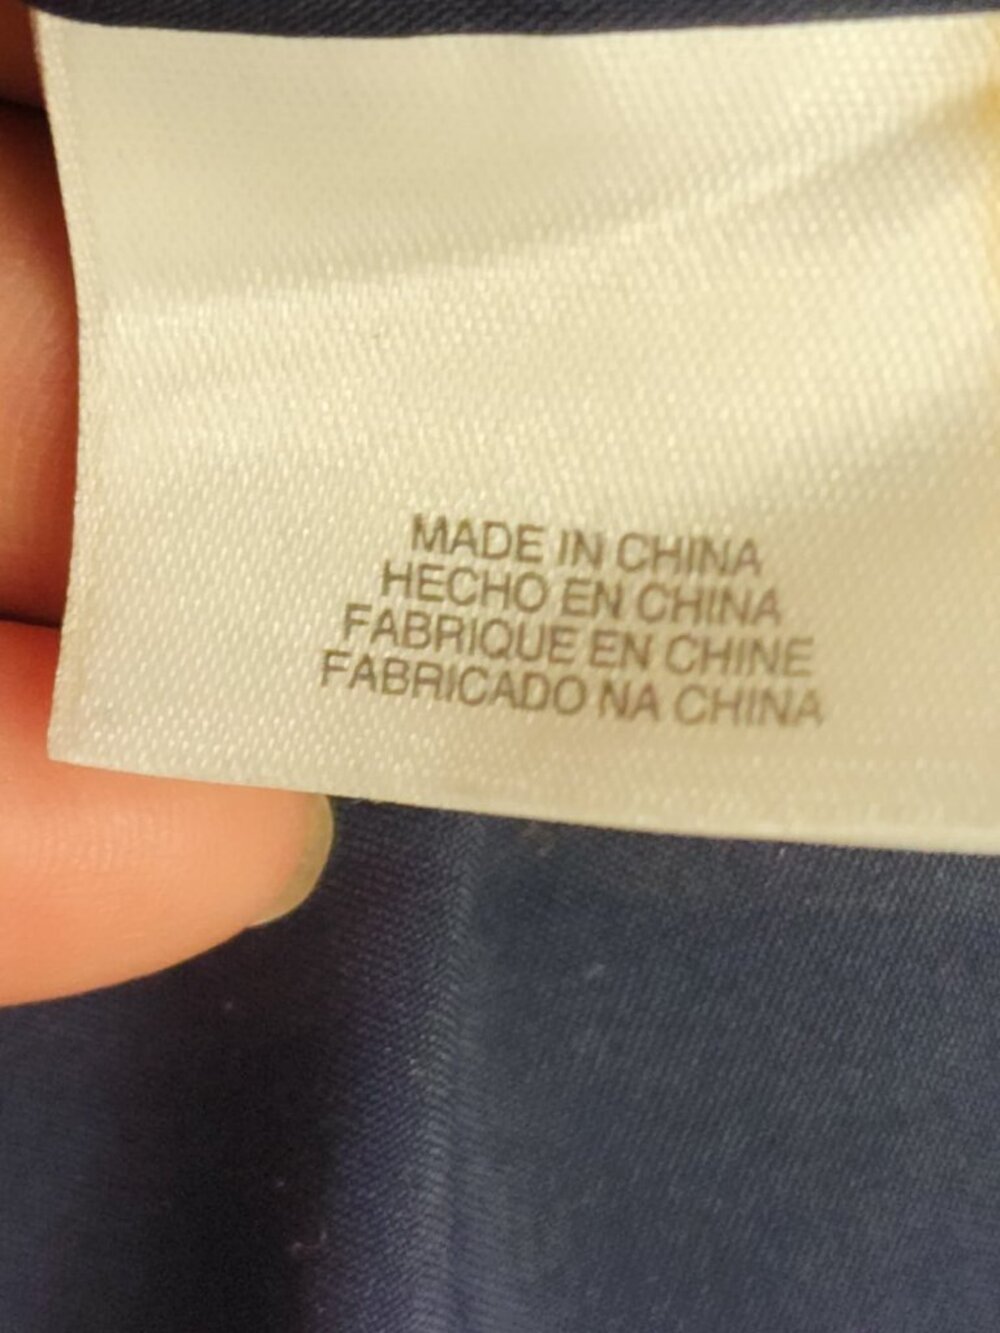 MADE IN CHINA
HECHO EN CHINA
FABRIQUE EN CHINE
FABRICADO NA CHINA